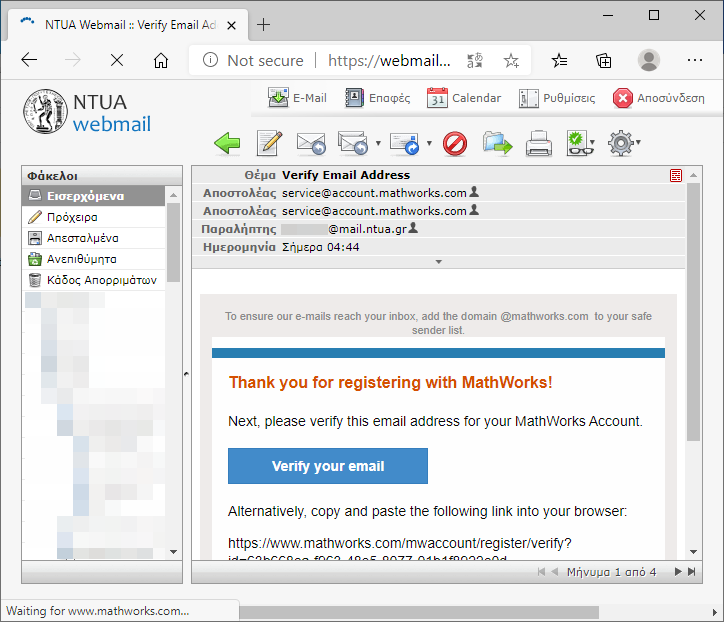 NTUA Webmail :: Verify Email Ad
Not secure
https://webmail...
NTUA
webmail
E-Mail
Επαφές
31
Calendar
Ρυθμίσεις
Αποσύνδεση
Φάκελοι
Εισερχόμενα
Πρόχειρα
Απεσταλμένα
Ανεπιθύμητα
Κάδος Απορριμάτων
Θέμα Verify Email Address
Αποστολέας service@account.mathworks.com
Αποστολέας service@account.mathworks.com
Παραλήπτης @mail.ntua.gr
Ημερομηνία Σήμερα 04:44
To ensure our e-mails reach your inbox, add the domain @mathworks.com to your safe
sender list.
Thank you for registering with MathWorks!
Next, please verify this email address for your MathWorks Account.
Verify your email
Alternatively, copy and paste the following link into your browser:
https://www.mathworks.com/mwaccount/register/verify?
Μήνυμα 1 από 4
Waiting for www.mathworks.com...